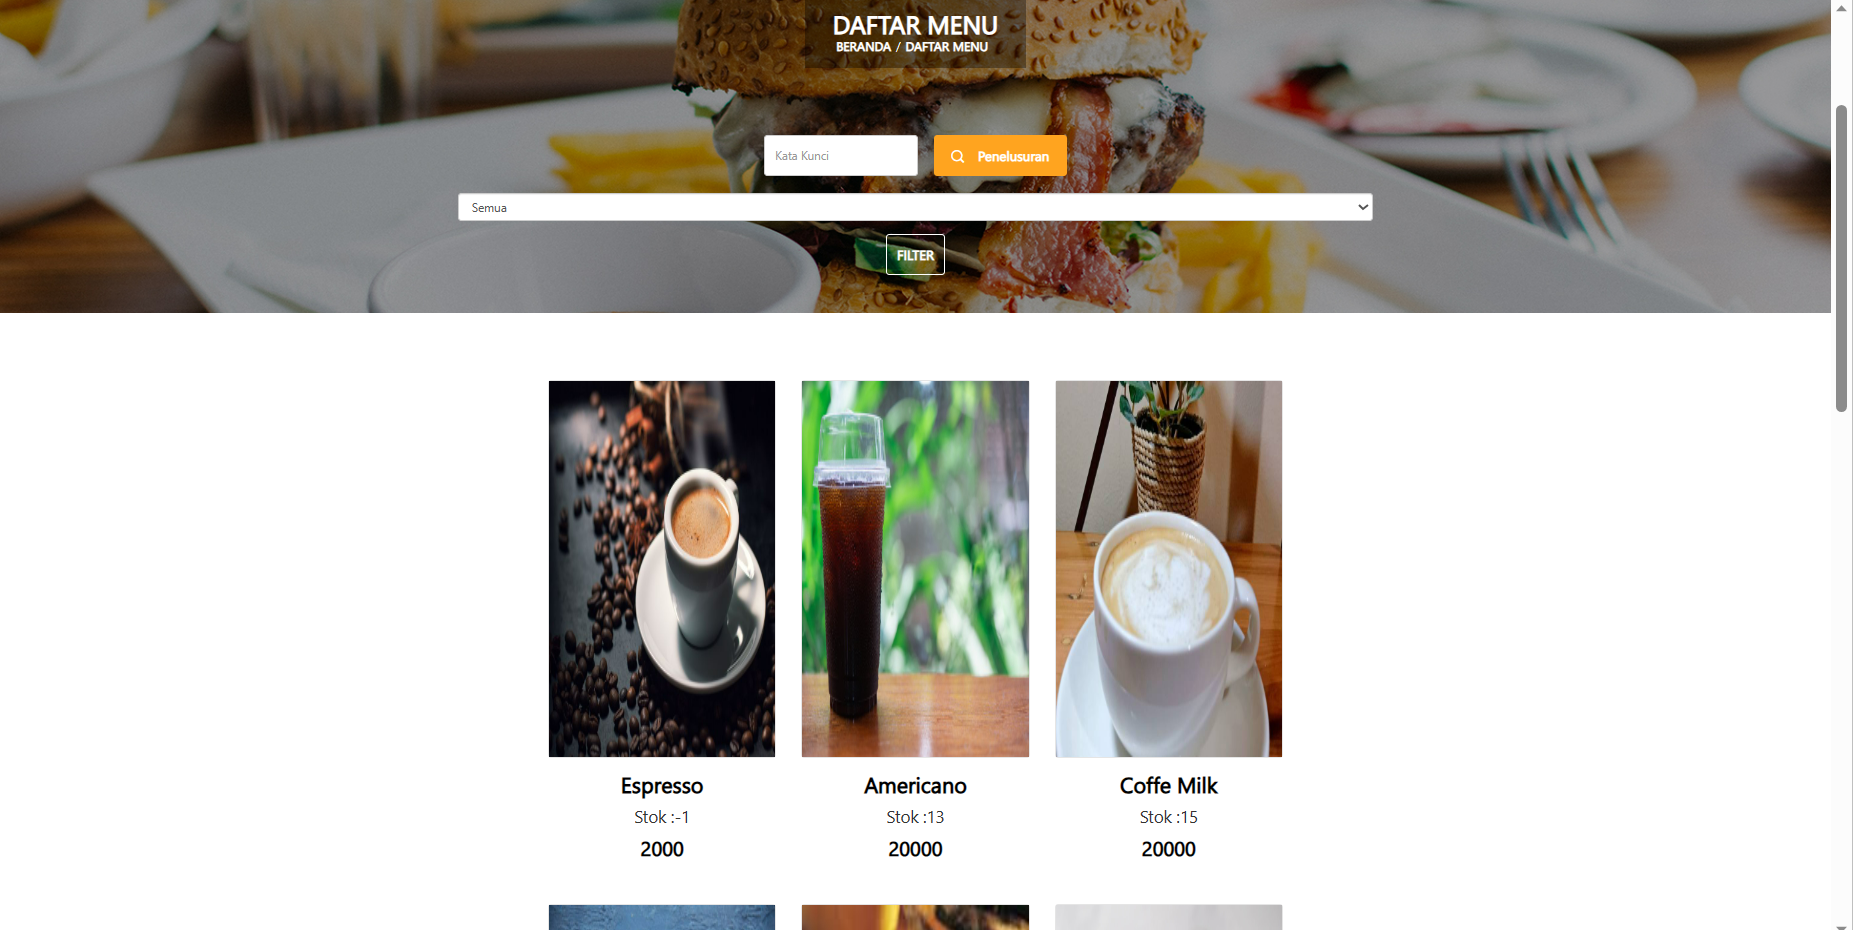 DAFTAR MENU
BERANDA / DAFTAR MENU
Kata Kunci
Penelusuran
Semua
FILTER
Espresso
Stok :-1
2000
Americano
Stok :13
20000
Coffe Milk
Stok :15
20000